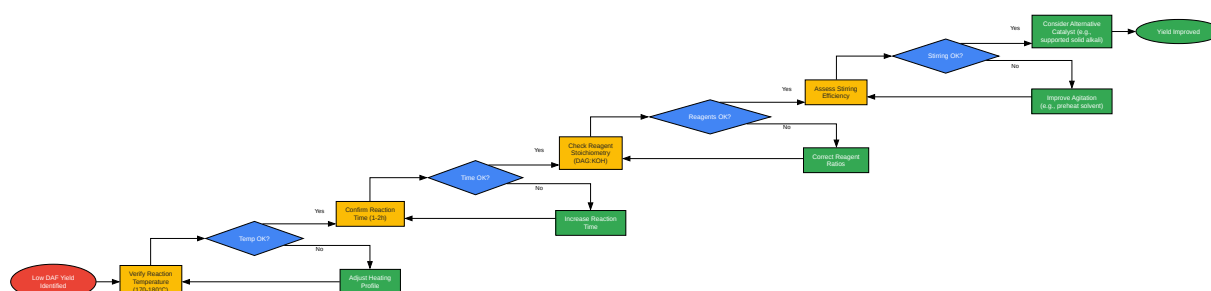 Low DAF Yield
Identified
Verify Reaction
Temperature
(170-180°C)
Temp OK?
Yes
No
Adjust Heating
Profile
Confirm Reaction
Time (1-2h)
Time OK?
Yes
No
Increase Reaction
Time
Check Reagent
Stoichiometry
(DAG:KOH)
Reagents OK?
Yes
No
Correct Reagent
Ratios
Assess Stirring
Efficiency
Stirring OK?
Yes
No
Improve Agitation
(e.g., preheat solvent)
Consider Alternative
Catalyst (e.g.,
supported solid alkali)
Yield Improved